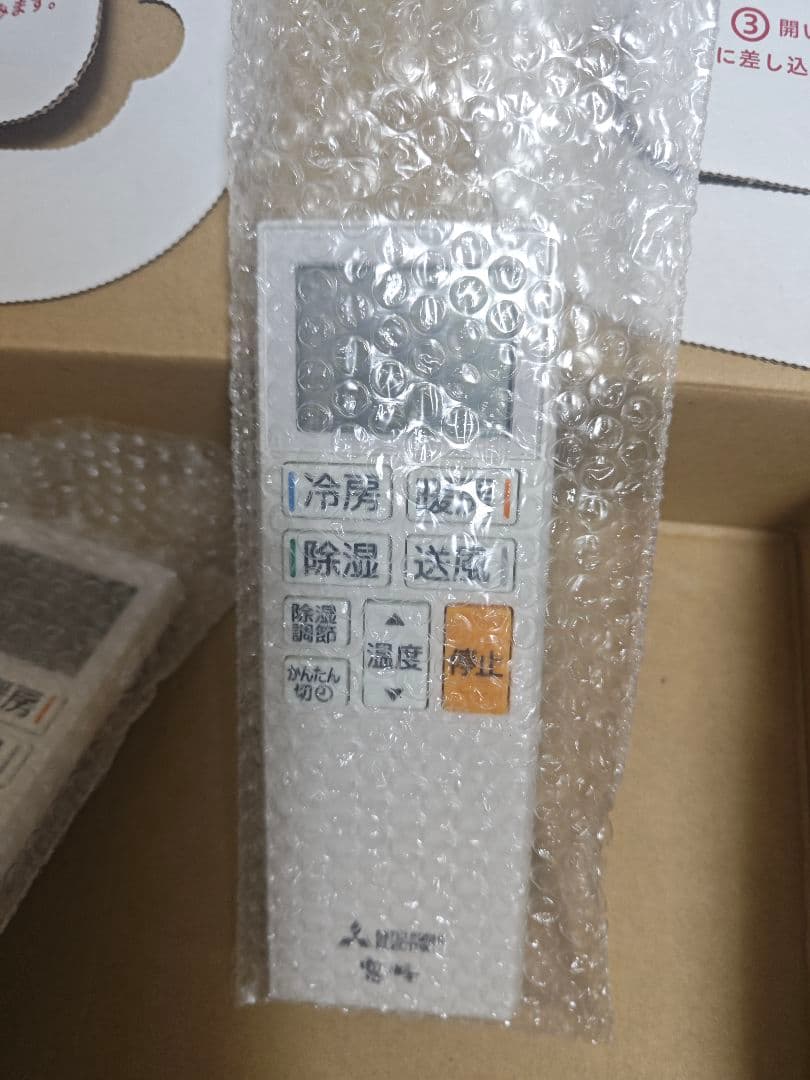 みます。
③ 開い
に差し込
冷房 暖房
除湿 送風
除湿
調節
温度
停止
かんたん
切
房